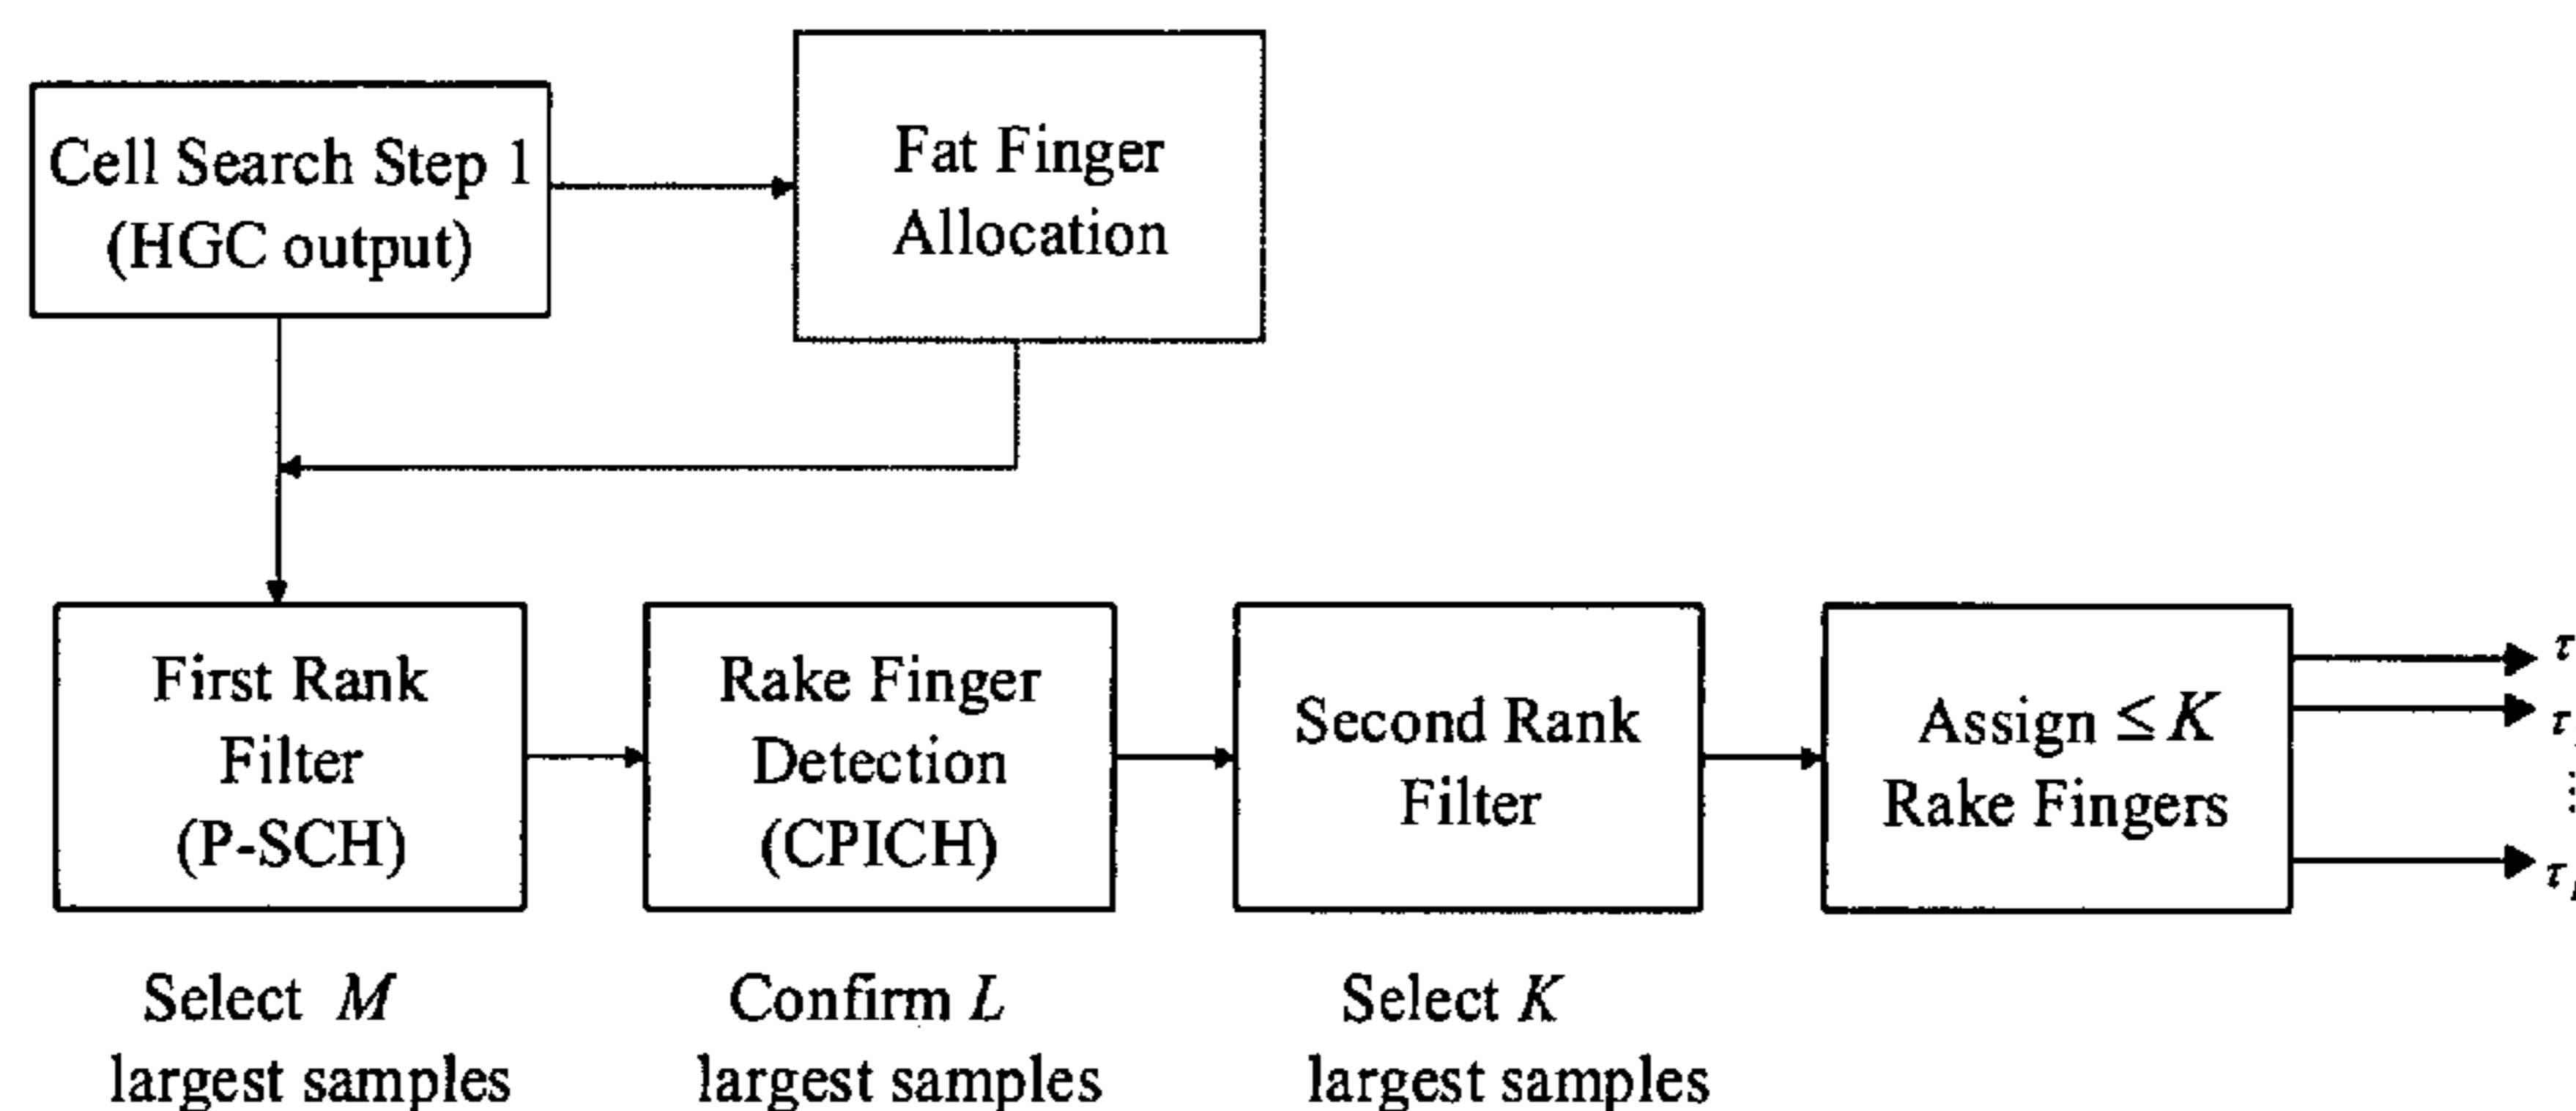 Cell Search Step 1
(HGC output)
Fat Finger
Allocation
First Rank
Filter
(P-SCH)
Rake Finger
Detection
(CPICH)
Second Rank
Filter
Assign ≤ K
Rake Fingers
τ
τ
⋮
τ
Select M
largest samples
Confirm L
largest samples
Select K
largest samples